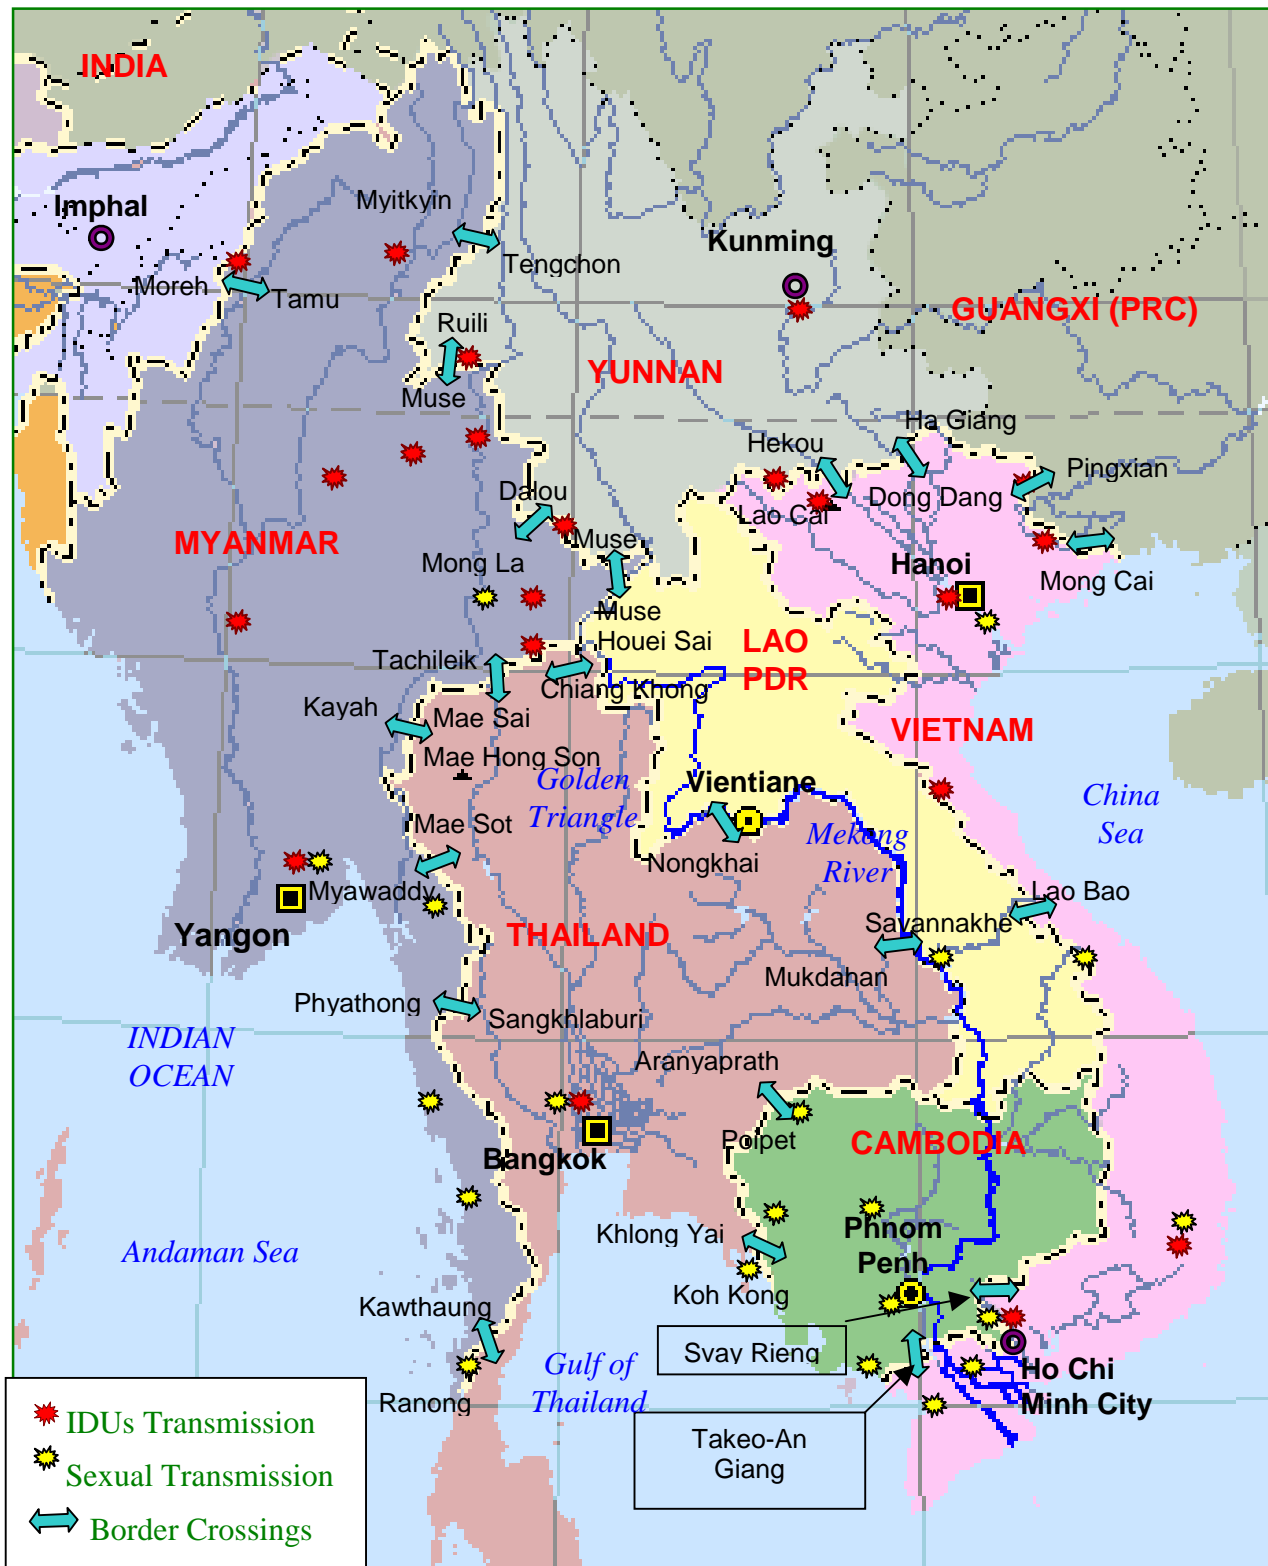 INDIA
Imphal
Myitkyin
Kunming
Tengchon
Moreh
Tamu
GUANGXI (PRC)
Ruili
YUNNAN
Muse
Ha Giang
Hekou
Pingxian
Dalou
Dong Dang
Lao Cai
MYANMAR
Muse
Mong La
Hanoi
Mong Cai
Muse
Houei Sai
LAO
PDR
Tachileik
Chiang Khong
Kayah
Mae Sai
VIETNAM
Mae Hong Son
Golden
Triangle
Vientiane
China
Sea
Mae Sot
Mekong
River
Nongkhai
Myawaddy
Lao Bao
Yangon
THAILAND
Savannakhe
Mukdahan
Phyathong
Sangkhlaburi
INDIAN
OCEAN
Aranyaprath
Poipet
CAMBODIA
Bangkok
Khlong Yai
Phnom
Penh
Andaman Sea
Koh Kong
Kawthaung
Svay Rieng
Gulf of
Thailand
Ho Chi
Minh City
Ranong
Takeo-An
Giang
IDUs Transmission
Sexual Transmission
Border Crossings